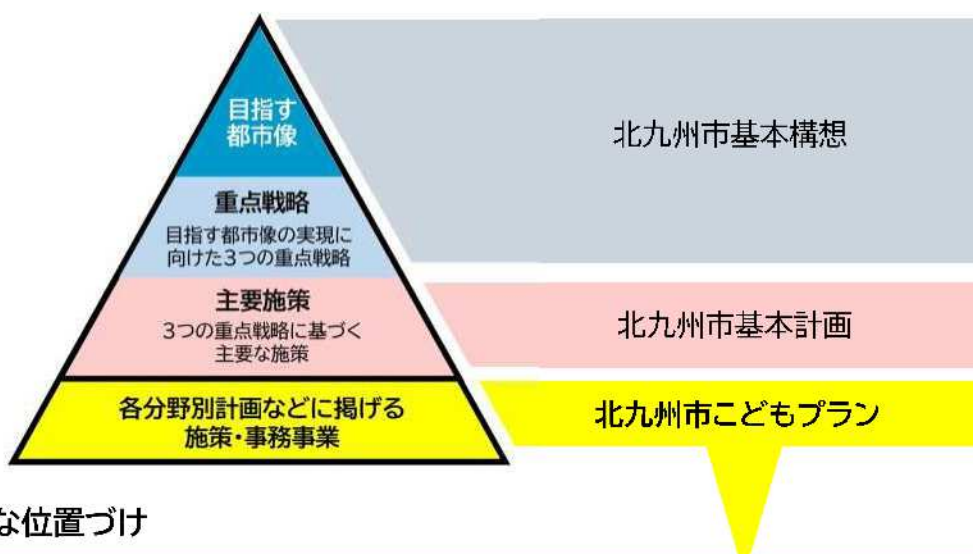 目指す
都市像
北九州市基本構想
重点戦略
目指す都市像の実現に
向けた3つの重点戦略
主要施策
3つの重点戦略に基づく
主要な施策
北九州市基本計画
各分野別計画などに掲げる
施策・事務事業
北九州市こどもプラン
な位置づけ